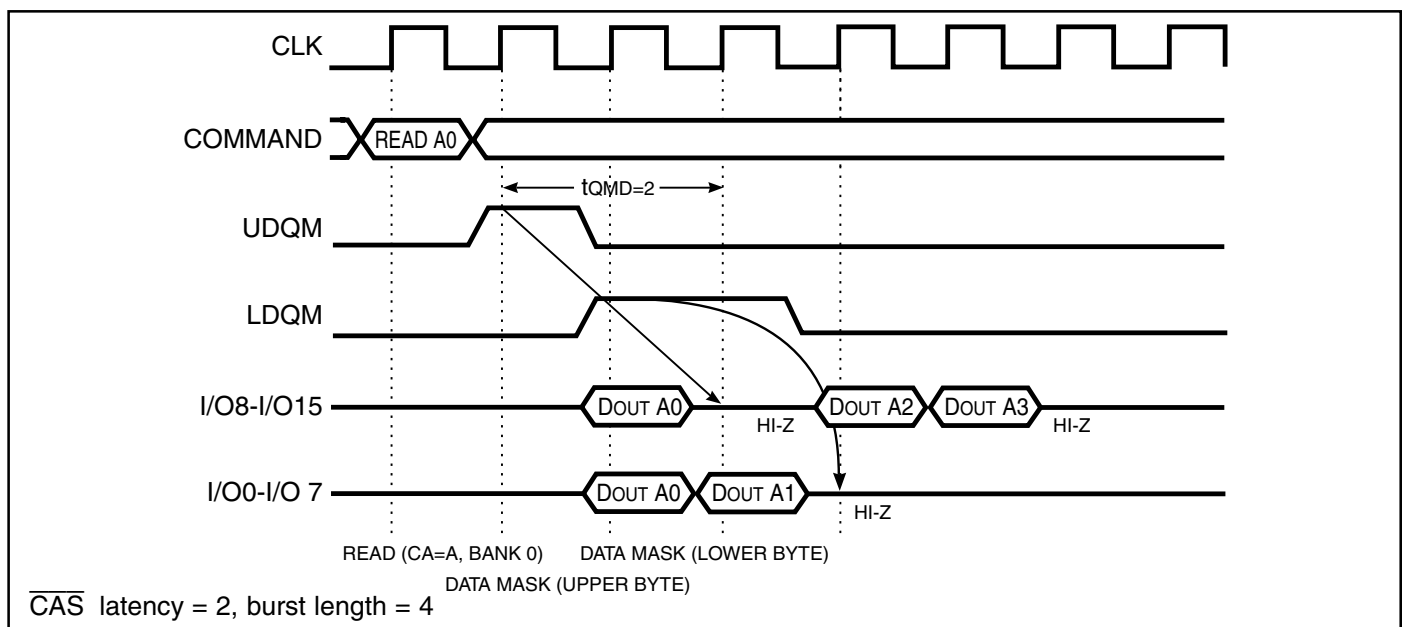 CLK
COMMAND
READ A0
tQMD=2
UDQM
LDQM
I/O8-I/O15
DOUT A0
HI-Z
DOUT A2
DOUT A3
HI-Z
I/O0-I/O 7
DOUT A0
DOUT A1
HI-Z
READ (CA=A, BANK 0)
DATA MASK (LOWER BYTE)
DATA MASK (UPPER BYTE)
CAS latency = 2, burst length = 4